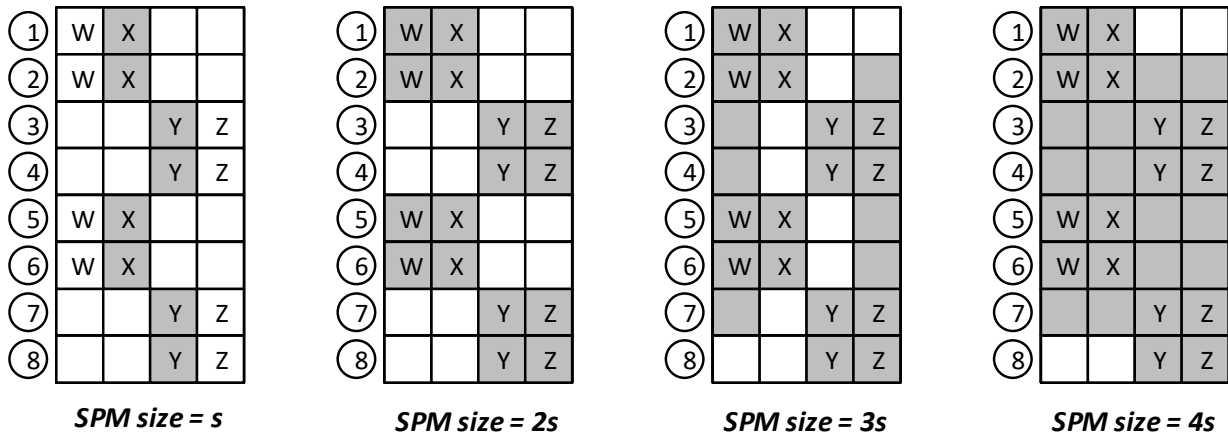 1 W X 1 W X 1 W X 1 W X
2 W X 2 W X 2 W X 2 W X
3 Y Z 3 Y Z 3 Y Z 3 Y Z
4 Y Z 4 Y Z 4 Y Z 4 Y Z
5 W X 5 W X 5 W X 5 W X
6 W X 6 W X 6 W X 6 W X
7 Y Z 7 Y Z 7 Y Z 7 Y Z
8 Y Z 8 Y Z 8 Y Z 8 Y Z
SPM size = s SPM size = 2s SPM size = 3s SPM size = 4s